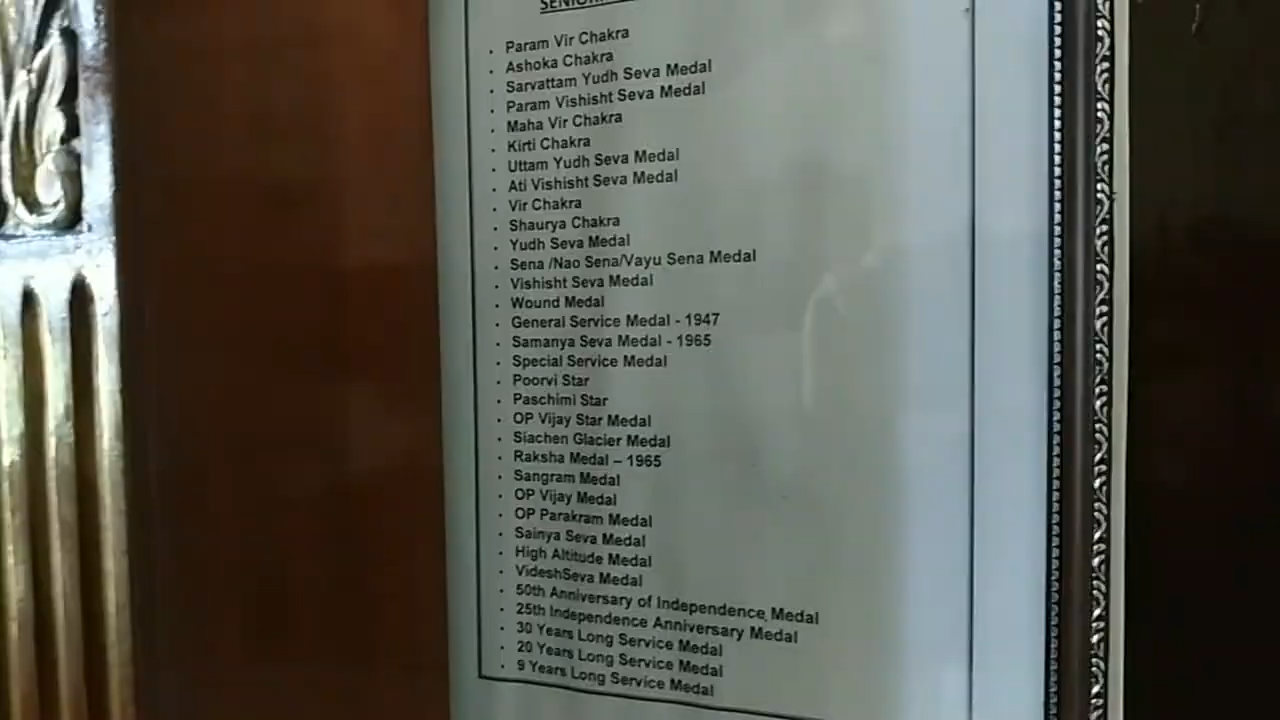 • Param Vir Chakra
• Ashoka Chakra
• Sarvattam Yudh Seva Medal
• Param Vishisht Seva Medal
• Maha Vir Chakra
• Kirti Chakra
• Uttam Yudh Seva Medal
• Ati Vishisht Seva Medal
• Vir Chakra
• Shaurya Chakra
• Yudh Seva Medal
• Sena /Nao Sena/Vayu Sena Medal
• Vishisht Seva Medal
• Wound Medal
• General Service Medal - 1947
• Samanya Seva Medal - 1965
• Special Service Medal
• Poorvi Star
• Paschimi Star
• OP Vijay Star Medal
• Siachen Glacier Medal
• Raksha Medal – 1965
• Sangram Medal
• OP Vijay Medal
• OP Parakram Medal
• Sainya Seva Medal
• High Altitude Medal
• VideshSeva Medal
• 50th Anniversary of Independence Medal
• 25th Independence Anniversary Medal
• 30 Years Long Service Medal
• 20 Years Long Service Medal
• 9 Years Long Service Medal